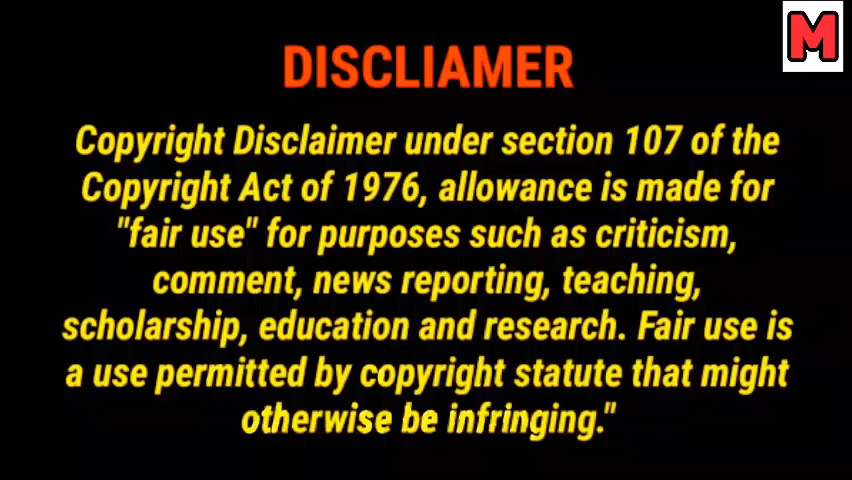 M
DISCLIAMER
Copyright Disclaimer under section 107 of the
Copyright Act of 1976, allowance is made for
"fair use" for purposes such as criticism,
comment, news reporting, teaching,
scholarship, education and research. Fair use is
a use permitted by copyright statute that might
otherwise be infringing."